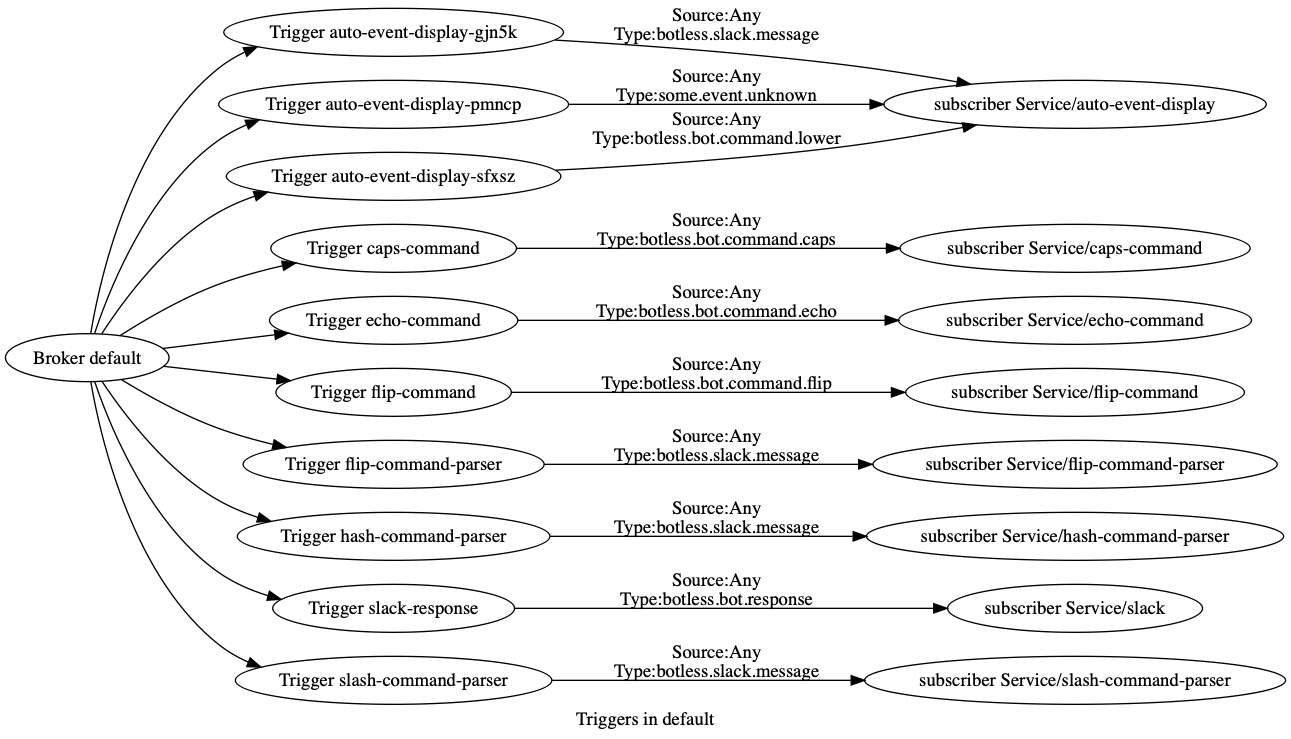 Source:Any
Type:botless.slack.message
Trigger auto-event-display-gjn5k
Source:Any
Type:some.event.unknown
Trigger auto-event-display-pmncp
subscriber Service/auto-event-display
Source:Any
Type:botless.bot.command.lower
Trigger auto-event-display-sfxsz
Source:Any
Type:botless.bot.command.caps
Trigger caps-command
subscriber Service/caps-command
Source:Any
Type:botless.bot.command.echo
Trigger echo-command
subscriber Service/echo-command
Broker default
Source:Any
Type:botless.bot.command.flip
Trigger flip-command
subscriber Service/flip-command
Source:Any
Type:botless.slack.message
Trigger flip-command-parser
subscriber Service/flip-command-parser
Source:Any
Type:botless.slack.message
Trigger hash-command-parser
subscriber Service/hash-command-parser
Source:Any
Type:botless.bot.response
Trigger slack-response
subscriber Service/slack
Source:Any
Type:botless.slack.message
Trigger slash-command-parser
subscriber Service/slash-command-parser
Triggers in default